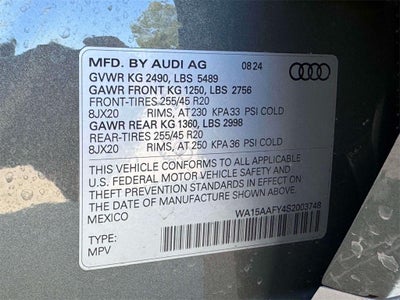 MFD. BY AUDI AG 08 24
GVWR KG 2490, LBS 5489
GAWR FRONT KG 1250, LBS 2756
FRONT-TIRES 255/45 R20
8JX20 RIMS, AT 230 KPA 33 PSI COLD
GAWR REAR KG 1360, LBS 2998
REAR-TIRES 255/45 R20
8JX20 RIMS, AT 250 KPA 36 PSI COLD
THIS VEHICLE CONFORMS TO ALL APPLICABLE
U.S. FEDERAL MOTOR VEHICLE SAFETY AND
THEFT PREVENTION STANDARDS IN EFFECT ON
THE DATE OF MANUFACTURE SHOWN ABOVE.
MEXICO
WA15AAFY4S2003748
TYPE:
MPV